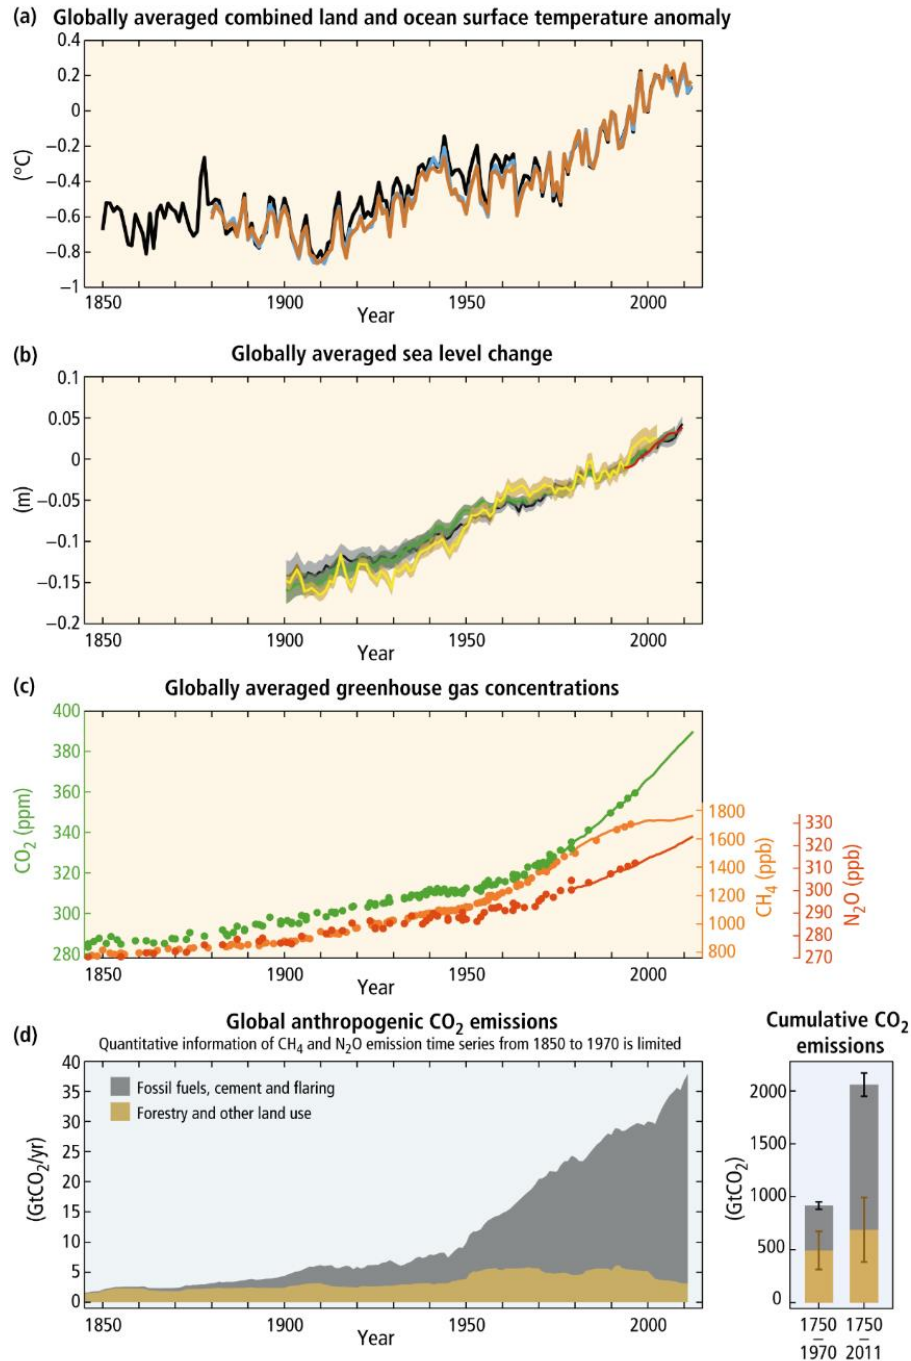 (a) Globally averaged combined land and ocean surface temperature anomaly
0.4
0.2
0
−0.2
−0.4
−0.6
−0.8
−1
(°C)
1850 1900 1950 2000
Year
(b) Globally averaged sea level change
0.1
0.05
0
−0.05
−0.1
−0.15
−0.2
(m)
1850 1900 1950 2000
Year
(c) Globally averaged greenhouse gas concentrations
400
380
360
340
320
300
280
CO₂ (ppm)
1800
1600
1400
1200
1000
800
CH₄ (ppb)
330
320
310
300
290
280
270
N₂O (ppb)
1850 1900 1950 2000
Year
(d) Global anthropogenic CO₂ emissions
Quantitative information of CH₄ and N₂O emission time series from 1850 to 1970 is limited
40
35
30
25
20
15
10
5
0
(GtCO₂/yr)
Fossil fuels, cement and flaring
Forestry and other land use
1850 1900 1950 2000
Year
Cumulative CO₂
emissions
2000
1500
1000
500
0
(GtCO₂)
1750 1750
– –
1970 2011